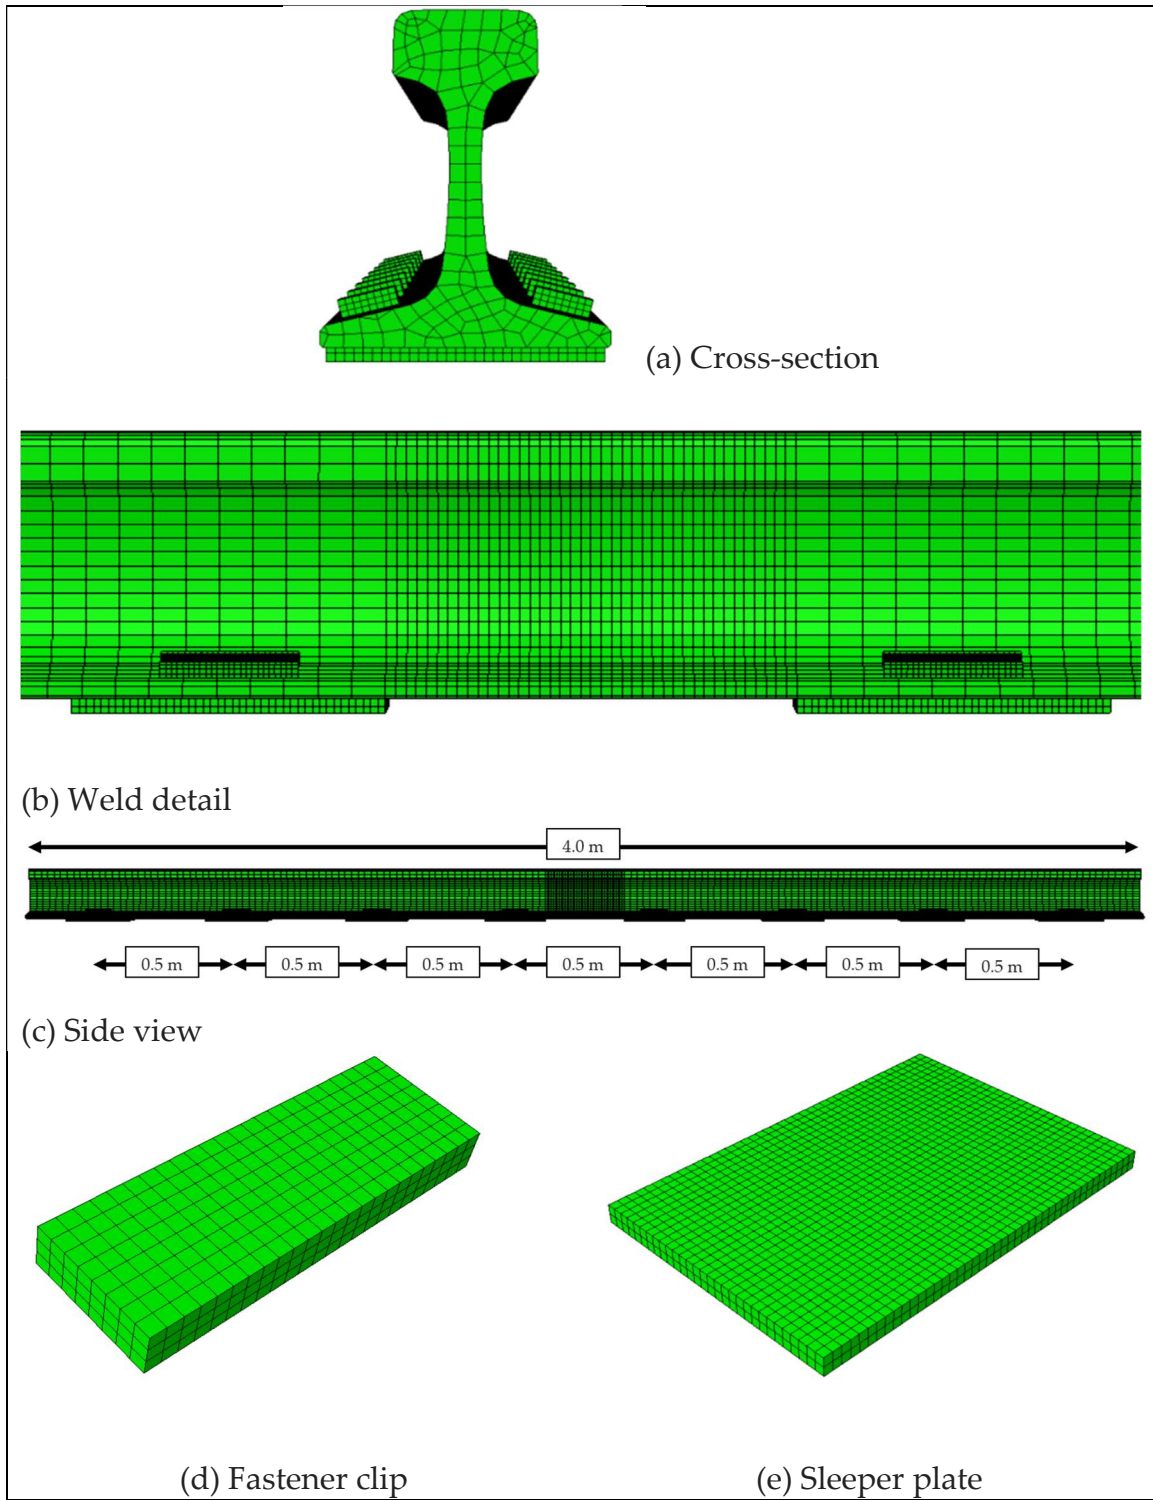 (a) Cross-section
(b) Weld detail
4.0 m
0.5 m 0.5 m 0.5 m 0.5 m 0.5 m 0.5 m 0.5 m
(c) Side view
(d) Fastener clip (e) Sleeper plate